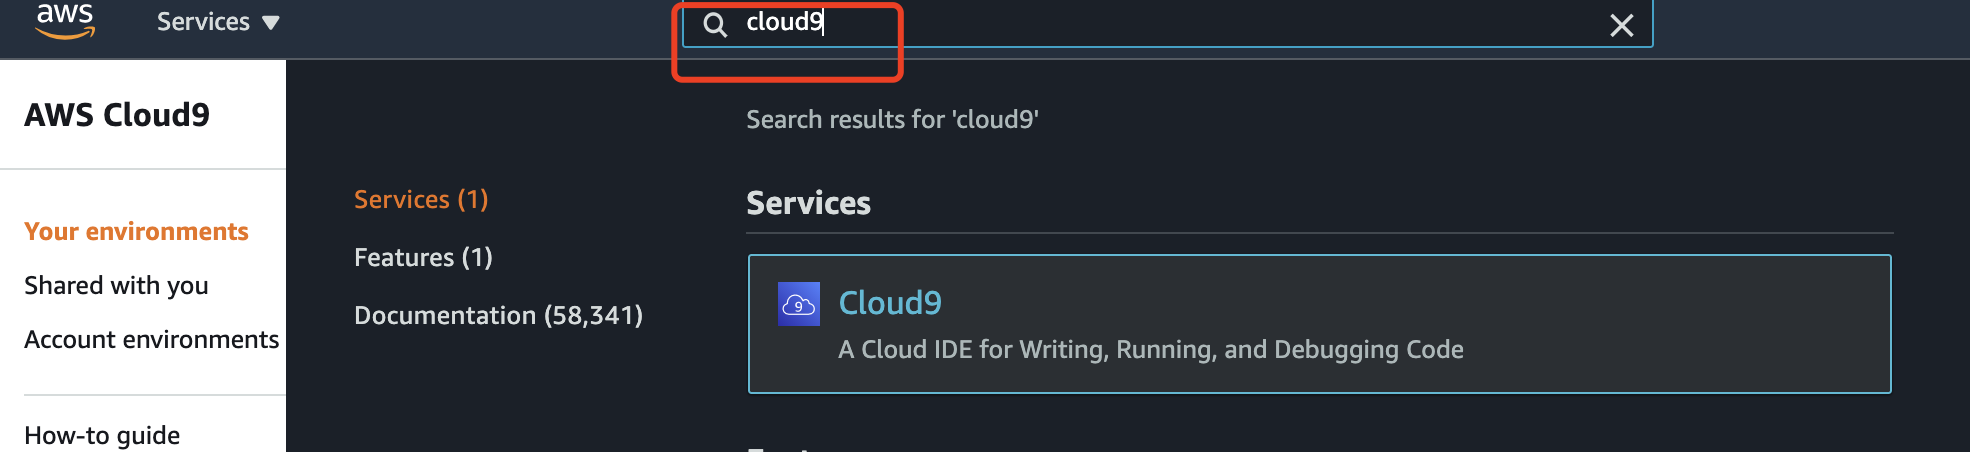 aws
Services ▼
cloud9
AWS Cloud9
Your environments
Shared with you
Account environments
How-to guide
Services (1)
Features (1)
Documentation (58,341)
Search results for 'cloud9'
Services
9
Cloud9
A Cloud IDE for Writing, Running, and Debugging Code